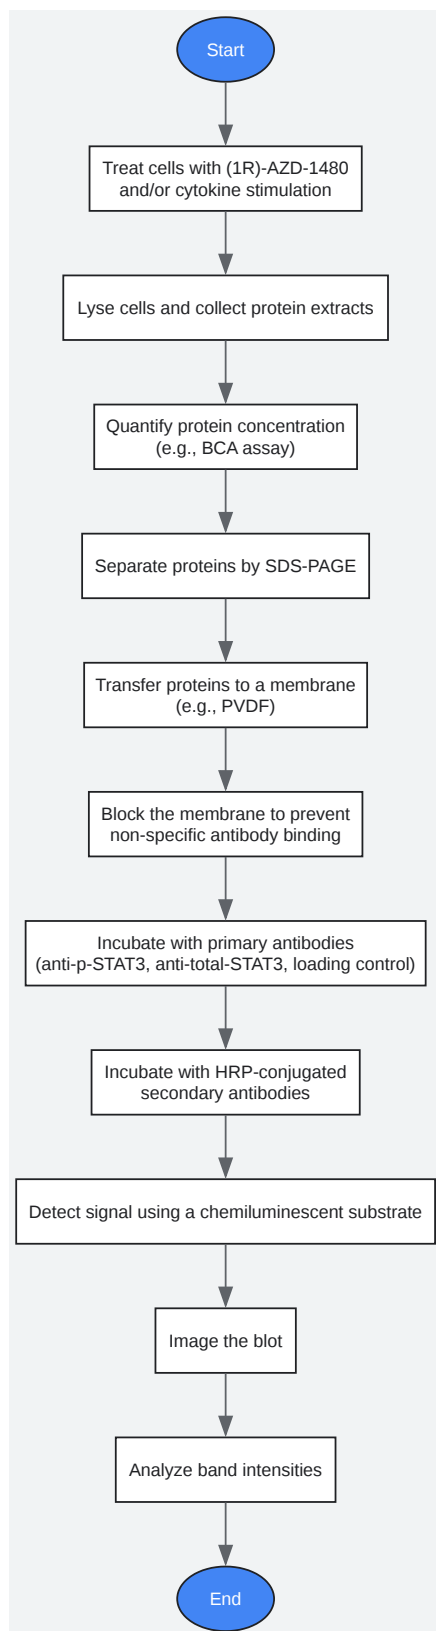 Start
Treat cells with (1R)-AZD-1480
and/or cytokine stimulation
Lyse cells and collect protein extracts
Quantify protein concentration
(e.g., BCA assay)
Separate proteins by SDS-PAGE
Transfer proteins to a membrane
(e.g., PVDF)
Block the membrane to prevent
non-specific antibody binding
Incubate with primary antibodies
(anti-p-STAT3, anti-total-STAT3, loading control)
Incubate with HRP-conjugated
secondary antibodies
Detect signal using a chemiluminescent substrate
Image the blot
Analyze band intensities
End